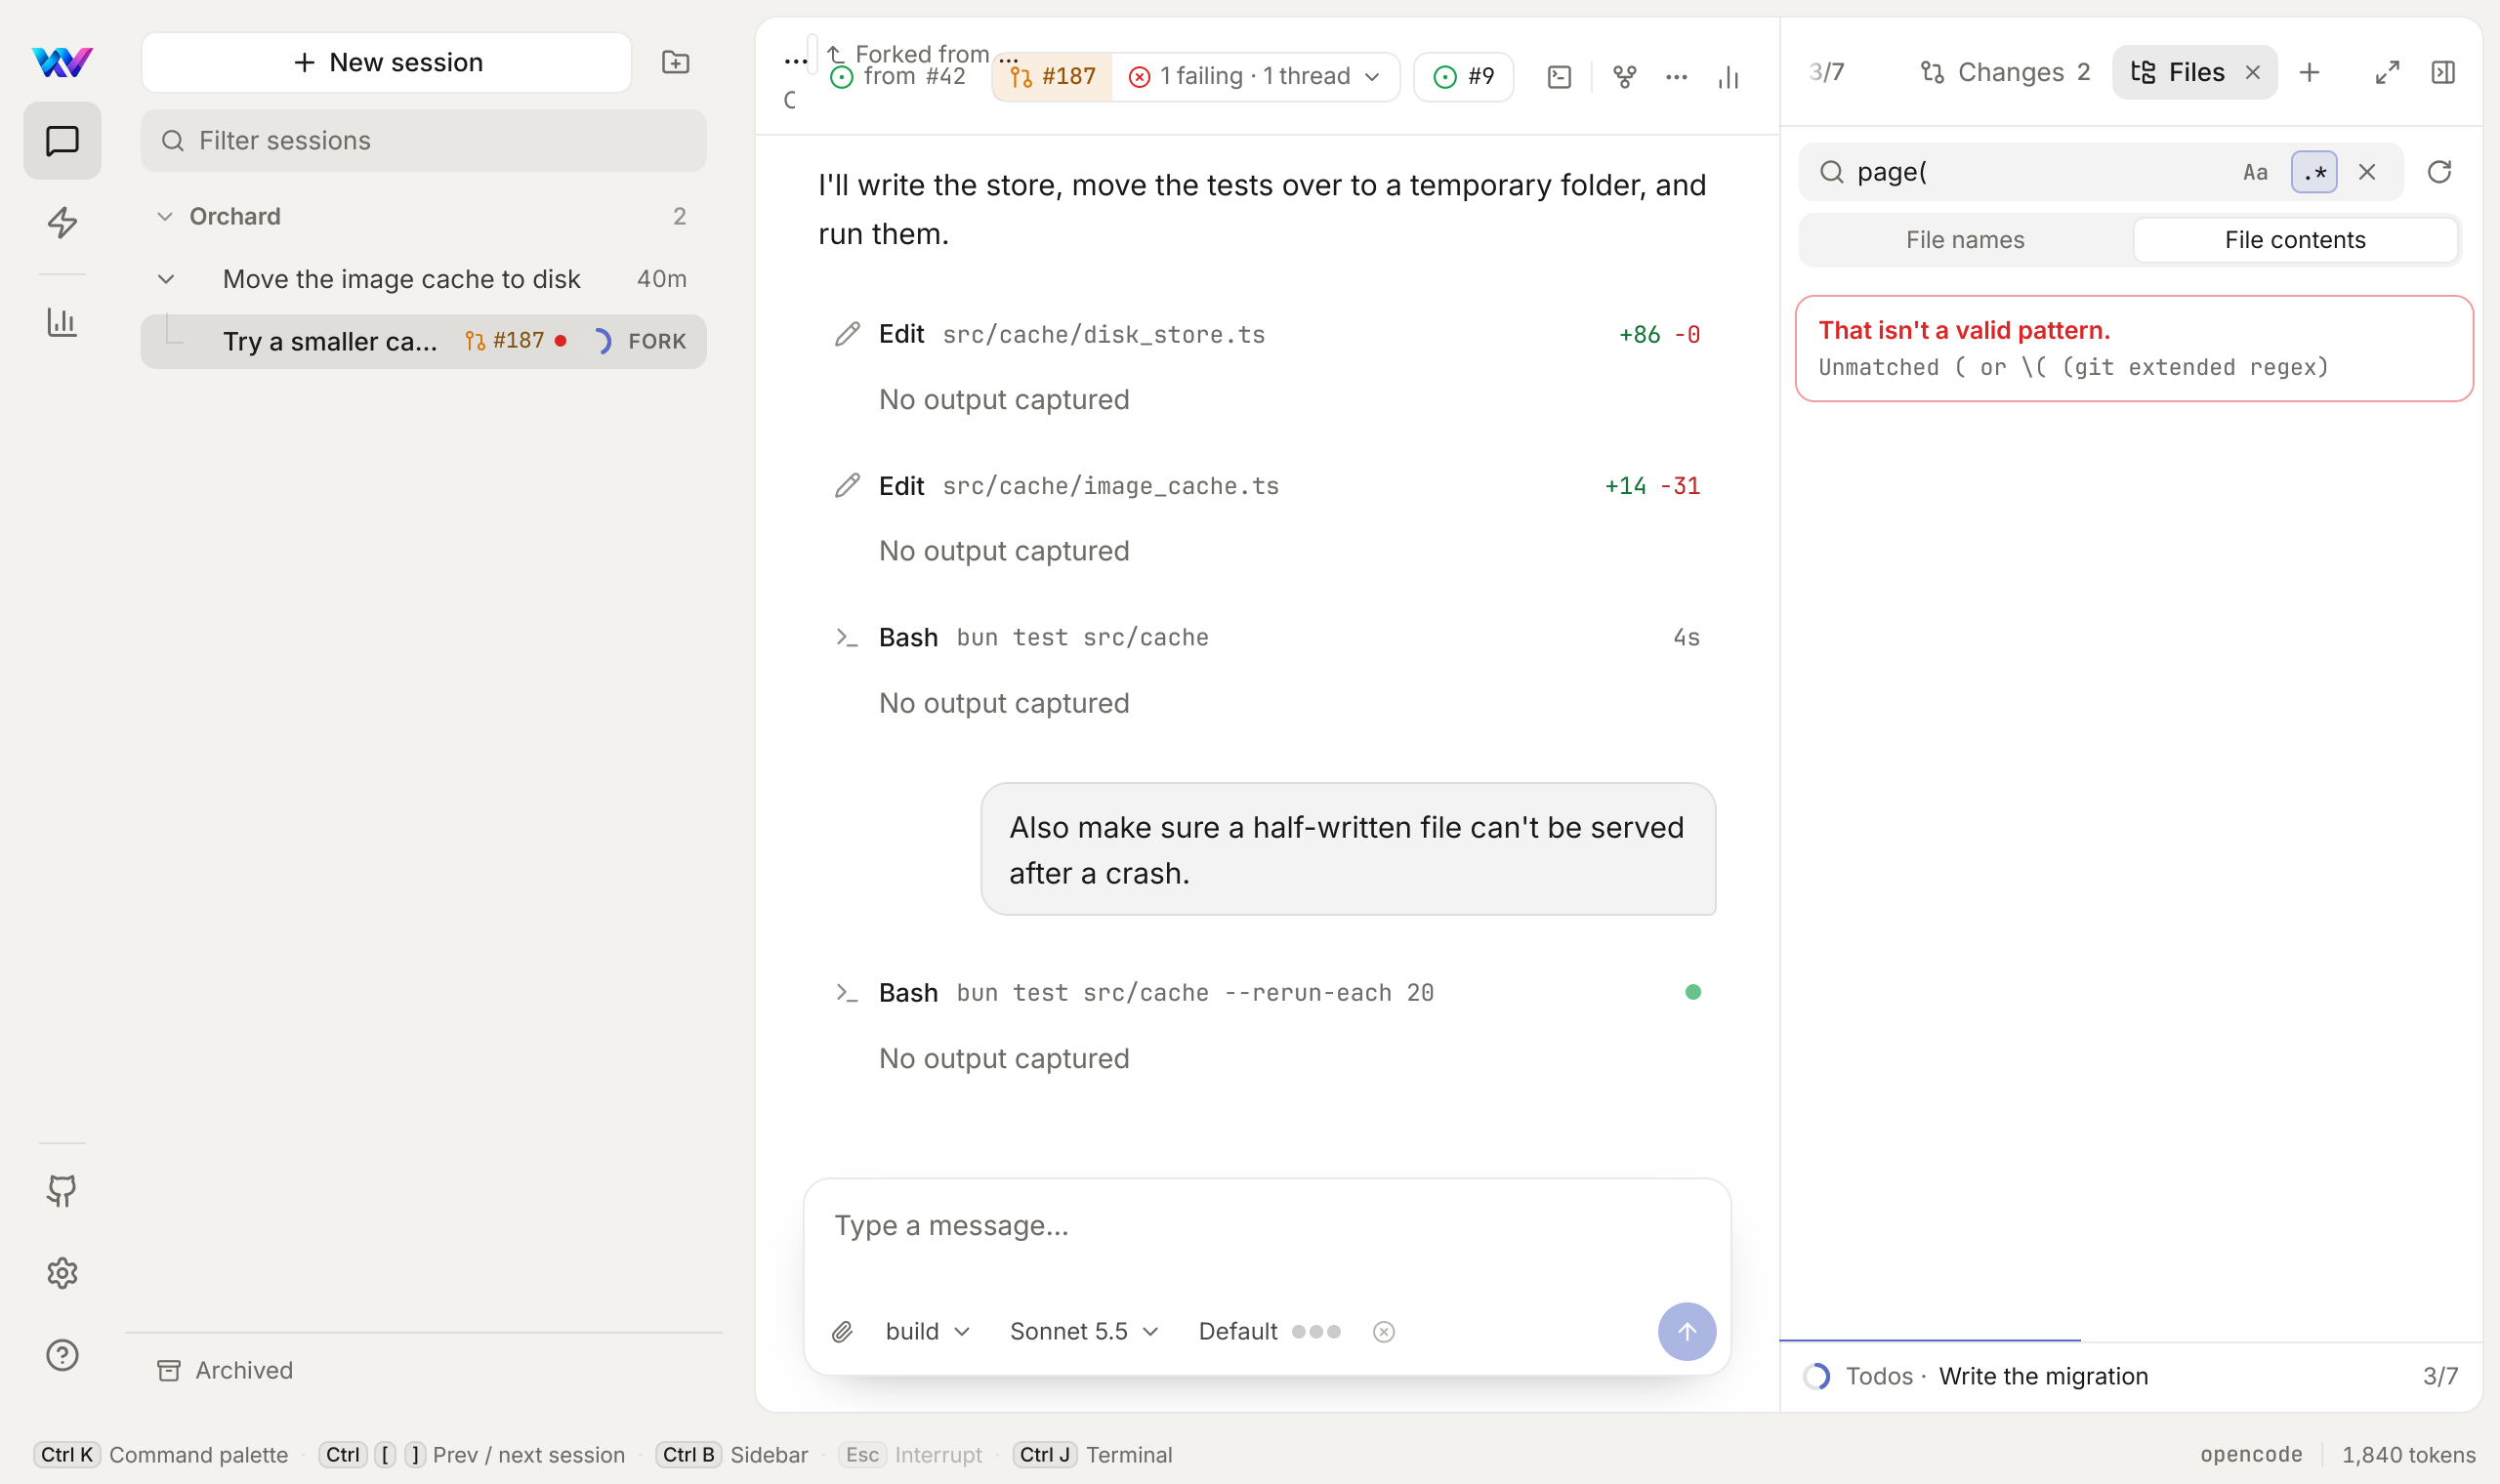 New session
Filter sessions
Orchard 2
Move the image cache to disk 40m
Try a smaller ca... #187 FORK
Archived
...
Forked from ...
from #42
#187 1 failing · 1 thread
#9
I'll write the store, move the tests over to a temporary folder, and
run them.
Edit src/cache/disk_store.ts +86 -0
No output captured
Edit src/cache/image_cache.ts +14 -31
No output captured
Bash bun test src/cache 4s
No output captured
Also make sure a half-written file can't be served
after a crash.
Bash bun test src/cache --rerun-each 20
No output captured
Type a message...
build Sonnet 5.5 Default
3/7 Changes 2 Files
page( Aa .*
File names File contents
That isn't a valid pattern.
Unmatched ( or \( (git extended regex)
Todos · Write the migration 3/7
Ctrl K Command palette · Ctrl [ ] Prev / next session · Ctrl B Sidebar · Esc Interrupt · Ctrl J Terminal
opencode 1,840 tokens